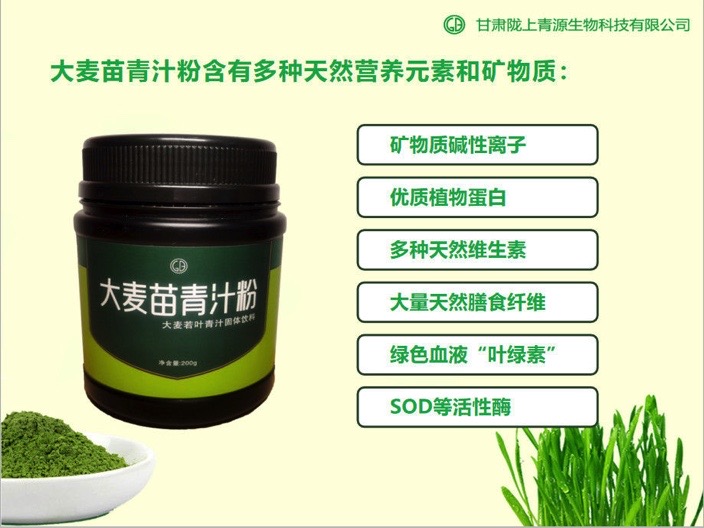 甘肃陇上青源生物科技有限公司
大麦苗青汁粉含有多种天然营养元素和矿物质：
矿物质碱性离子
优质植物蛋白
多种天然维生素
大量天然膳食纤维
绿色血液“叶绿素”
SOD等活性酶
大麦苗青汁粉
大麦若叶青汁固体饮料
净含量:200g